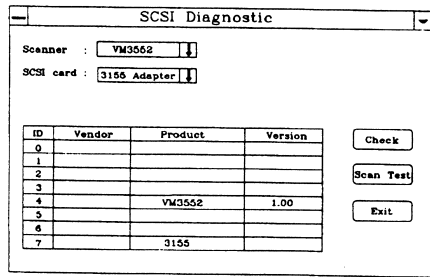 SCSI Diagnostic
Scanner : VM3552
SCSI card : 3155 Adapter
ID Vendor Product Version
0
1
2
3
4 VM3552 1.00
5
6
7 3155
Check
Scan Test
Exit